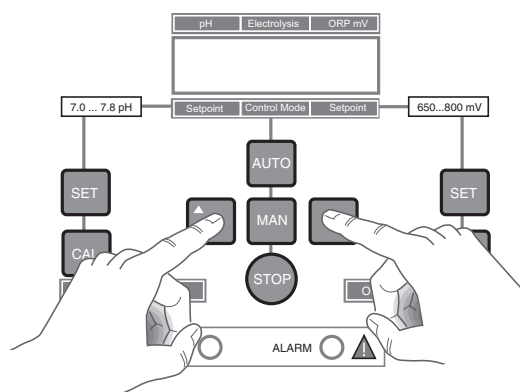 pH Electrolysis ORP mV
7.0 ... 7.8 pH Setpoint Control Mode Setpoint 650...800 mV
AUTO
SET MAN SET
CAL
STOP
ALARM